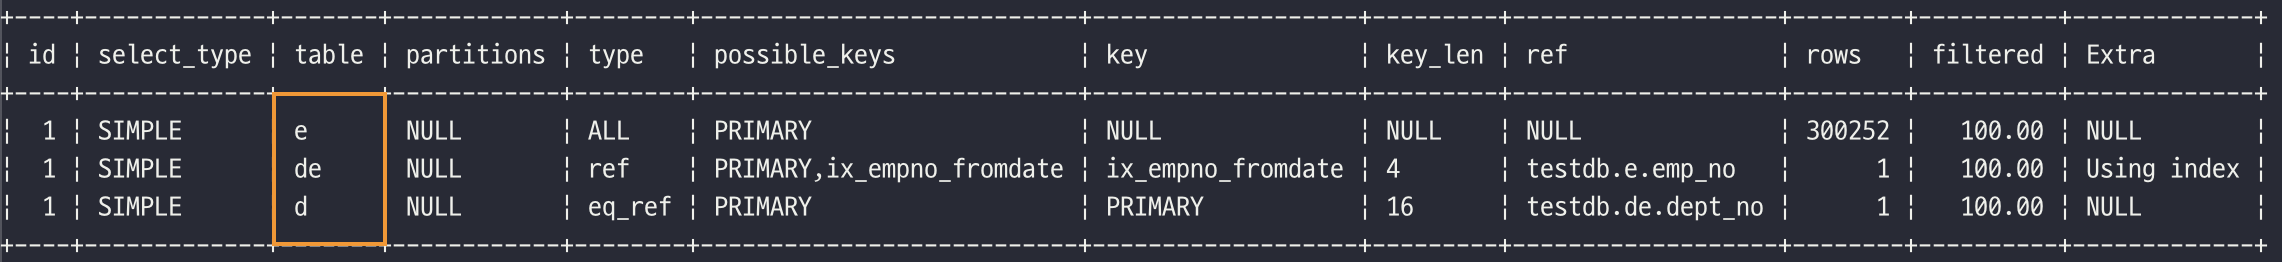 +----+-------------+-------+------------+--------+---------------------------+-------------------+---------+-------------------+--------+----------+-------------+
¦ id ¦ select_type ¦ table ¦ partitions ¦ type   ¦ possible_keys             ¦ key               ¦ key_len ¦ ref               ¦ rows   ¦ filtered ¦ Extra       ¦
+----+-------------+-------+------------+--------+---------------------------+-------------------+---------+-------------------+--------+----------+-------------+
¦  1 ¦ SIMPLE        e       NULL       ¦ ALL    ¦ PRIMARY                   ¦ NULL              ¦ NULL    ¦ NULL              ¦ 300252 ¦   100.00 ¦ NULL        ¦
¦  1 ¦ SIMPLE        de      NULL       ¦ ref    ¦ PRIMARY,ix_empno_fromdate ¦ ix_empno_fromdate ¦ 4       ¦ testdb.e.emp_no   ¦      1 ¦   100.00 ¦ Using index ¦
¦  1 ¦ SIMPLE        d       NULL       ¦ eq_ref ¦ PRIMARY                   ¦ PRIMARY           ¦ 16      ¦ testdb.de.dept_no ¦      1 ¦   100.00 ¦ NULL        ¦
+----+-------------+-------+------------+--------+---------------------------+-------------------+---------+-------------------+--------+----------+-------------+